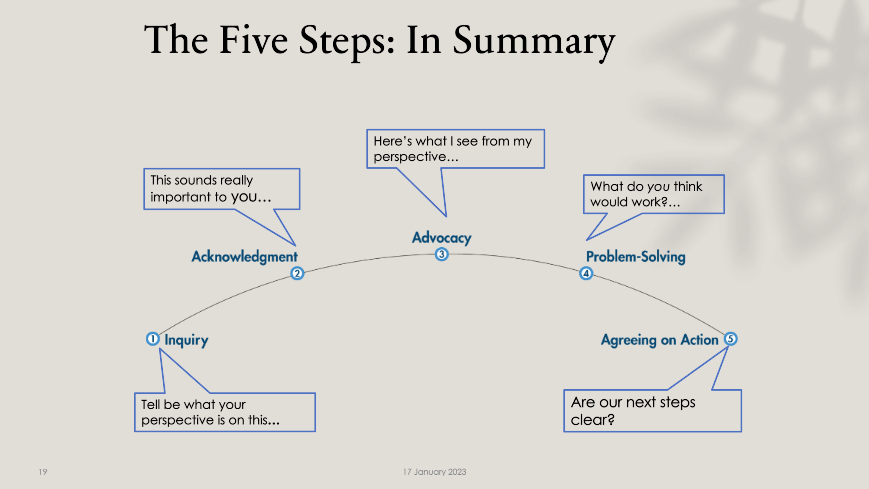 The Five Steps: In Summary
Here's what I see from my
perspective...
This sounds really
important to you...
What do you think
would work?...
Advocacy
3
Acknowledgment
2
Problem-Solving
4
1 Inquiry
Agreeing on Action 5
Tell be what your
perspective is on this...
Are our next steps
clear?
19
17 January 2023